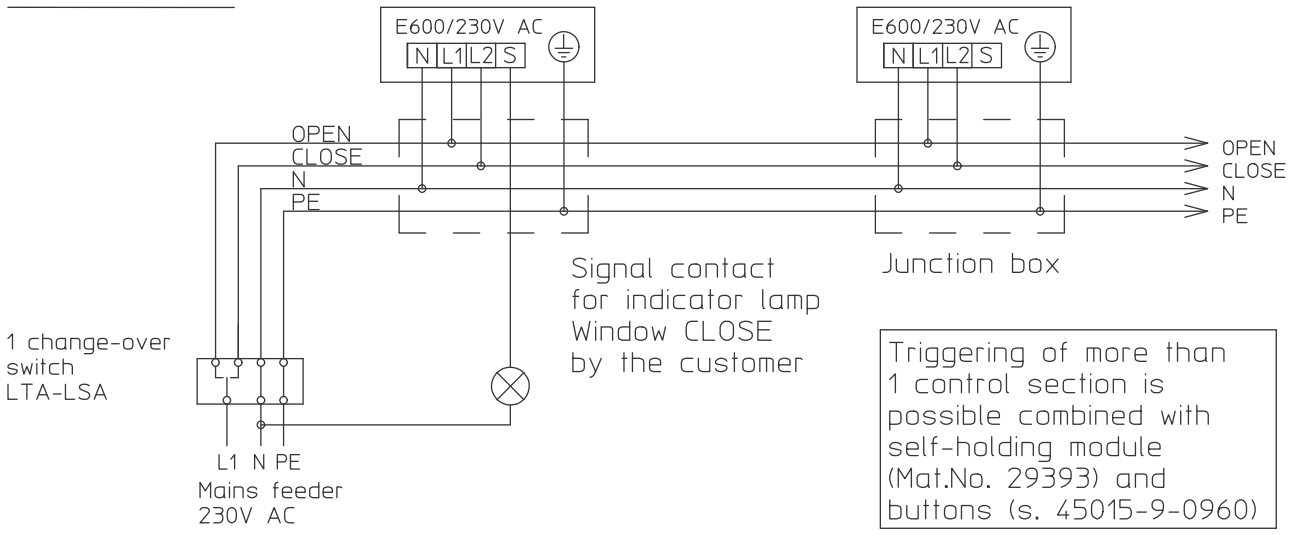 E600/230V AC
N L1 L2 S
E600/230V AC
N L1 L2 S
OPEN
CLOSE
N
PE
OPEN
CLOSE
N
PE
Signal contact
for indicator lamp
Window CLOSE
by the customer
Junction box
1 change-over
switch
LTA-LSA
L1 N PE
Mains feeder
230V AC
Triggering of more than
1 control section is
possible combined with
self-holding module
(Mat.No. 29393) and
buttons (s. 45015-9-0960)